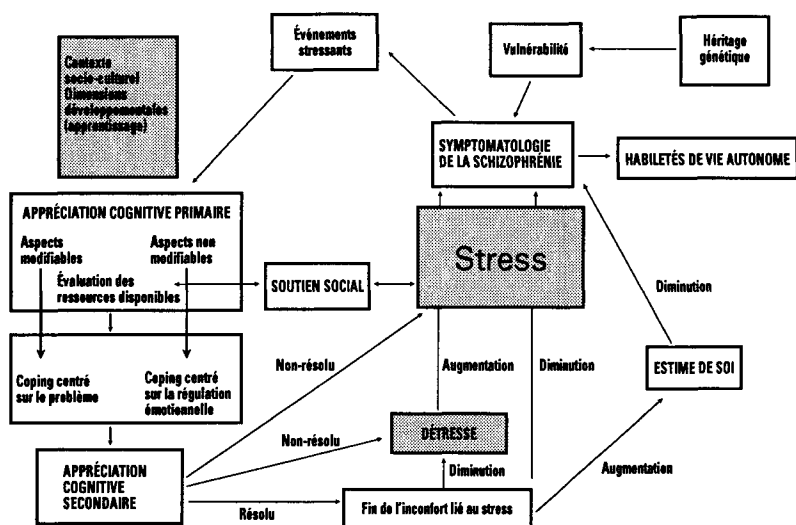 Événements
stressants
Vulnérabilité
Héritage
génétique
Contexte
socio-culturel
Dimensions
développementales
(apprentissage)
SYMPTOMATOLOGIE
DE LA SCHIZOPHRÉNIE
HABILETÉS DE VIE AUTONOME
APPRÉCIATION COGNITIVE PRIMAIRE
Aspects
modifiables
Aspects non
modifiables
Évaluation des
ressources disponibles
SOUTIEN SOCIAL
Stress
Diminution
Non-résolu
Augmentation
Diminution
ESTIME DE SOI
Coping centré
sur le problème
Coping centré
sur la régulation
émotionnelle
Non-résolu
DÉTRESSE
APPRÉCIATION
COGNITIVE
SECONDAIRE
Diminution
Augmentation
Résolu
Fin de l'inconfort lié au stress